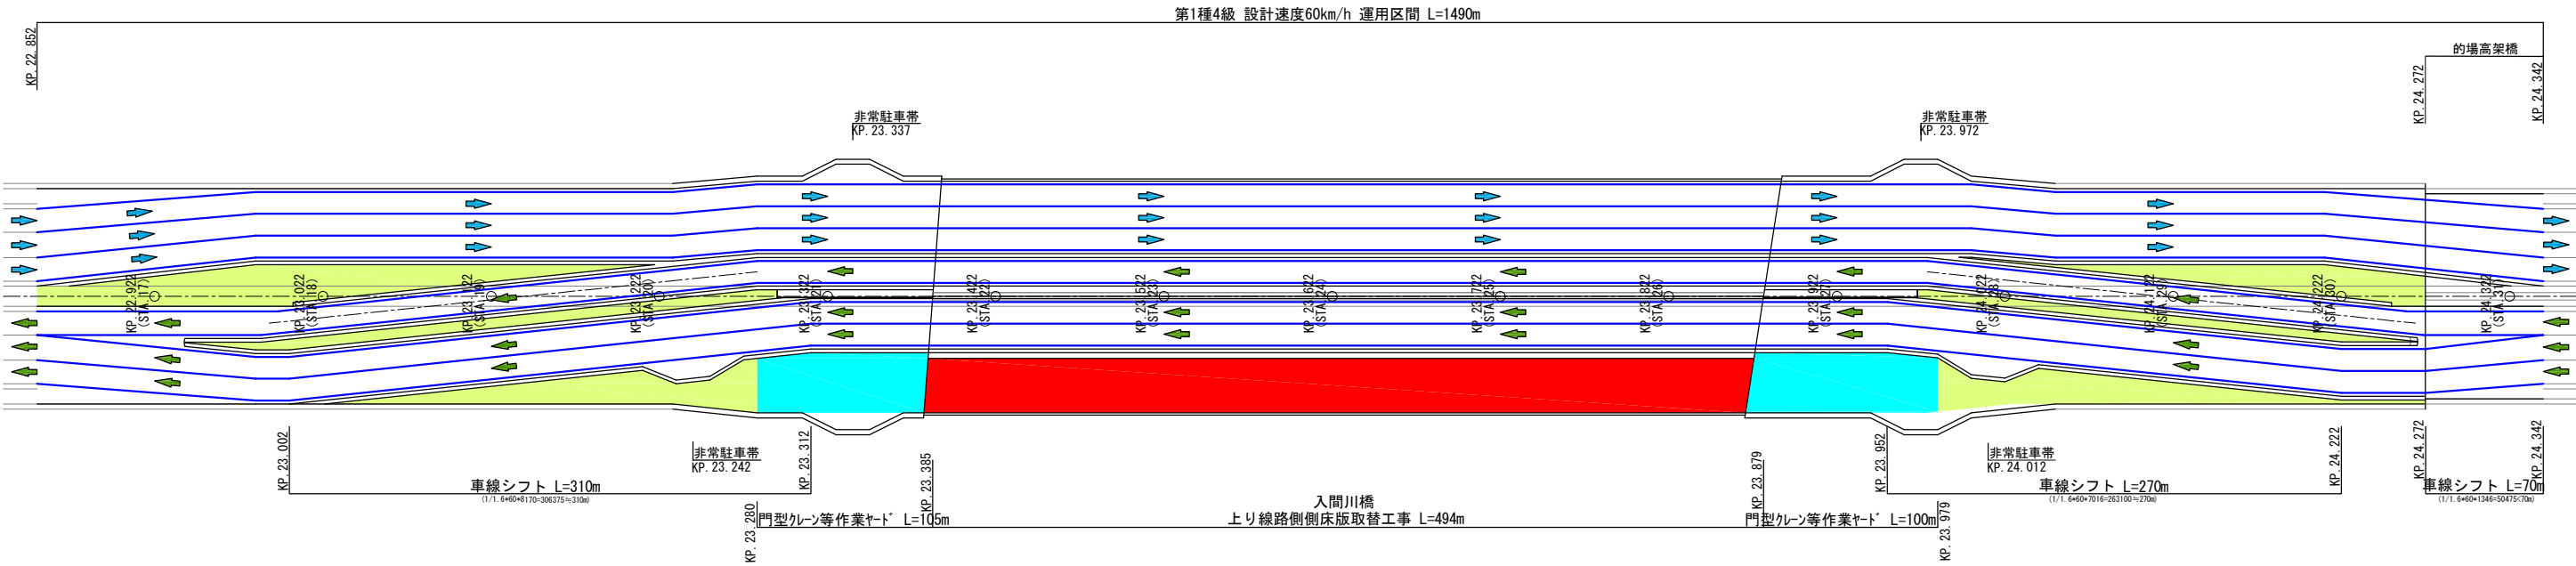 第1種4級 設計速度60km/h 運用区間 L=1490m
KP. 22. 852
的場高架橋
KP. 24. 272
KP. 24. 342
非常駐車帯
KP. 23.337
非常駐車帯
KP. 23.972
KP. 22.922
(STA. 17)
KP. 23.022
(STA. 18)
KP. 23.122
(STA. 19)
KP. 23.222
(STA. 20)
KP. 23.322
(STA. 21)
KP. 23.422
(STA. 22)
KP. 23.522
(STA. 23)
KP. 23.622
(STA. 24)
KP. 23.722
(STA. 25)
KP. 23.822
(STA. 26)
KP. 23.922
(STA. 27)
KP. 24.022
(STA. 28)
KP. 24.122
(STA. 29)
KP. 24.222
(STA. 30)
KP. 24.322
(STA. 31)
KP. 23.002
車線シフト L=310m
(1/1.6*60*8170=306375≒310m)
非常駐車帯
KP. 23.242
KP. 23.312
KP. 23.385
KP. 23.879
KP. 23.952
非常駐車帯
KP. 24.012
車線シフト L=270m
(1/1.6*60*7016=263100≒270m)
KP. 24.222
KP. 24.272
車線シフト L=70m
(1/1.6*60*1346=50475<70m)
KP. 24.342
KP. 23.280
門型クレーン等作業ヤード L=105m
入間川橋
上り線路側側床版取替工事 L=494m
門型クレーン等作業ヤード L=100m
KP. 23.979